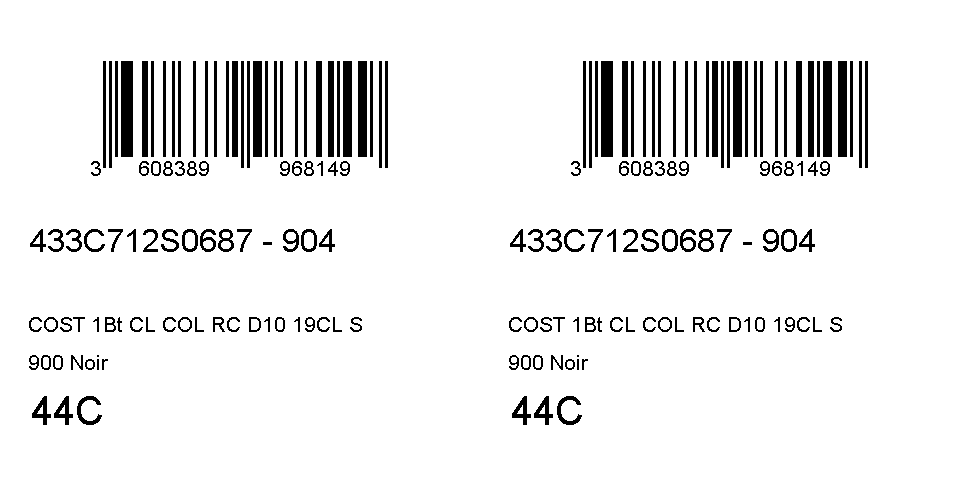 3 608389 968149
433C712S0687 - 904
COST 1Bt CL COL RC D10 19CL S
900 Noir
44C
3 608389 968149
433C712S0687 - 904
COST 1Bt CL COL RC D10 19CL S
900 Noir
44C